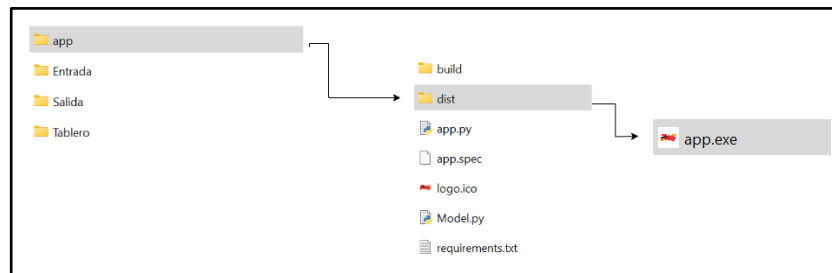 app
Entrada
Salida
Tablero
build
dist
app.py
app.spec
logo.ico
Model.py
requirements.txt
app.exe